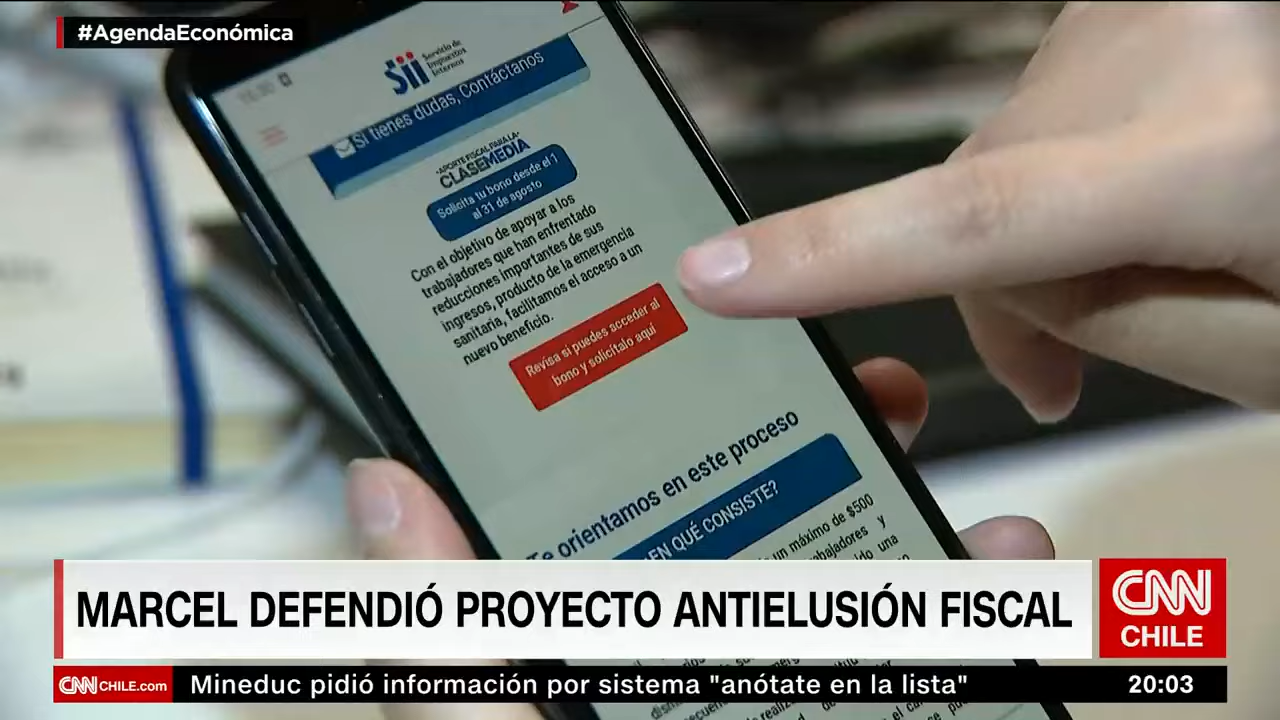 #AgendaEconómica
sii
Servicio de
Impuestos
Internos
Si tienes dudas, Contáctanos
-APORTE FISCAL PARA LA-
CLASEMEDIA
Solicita tu bono desde el 1
al 31 de agosto
Con el objetivo de apoyar a los
trabajadores que han enfrentado
reducciones importantes de sus
ingresos, producto de la emergencia
sanitaria, facilitamos el acceso a un
nuevo beneficio.
Revisa si puedes acceder al
bono y solicítalo aquí
Te orientamos en este proceso
¿EN QUÉ CONSISTE?
un máximo de $500
y
una
MARCEL DEFENDIÓ PROYECTO ANTIELUSIÓN FISCAL
CNN
CHILE
CNNCHILE.com
Mineduc pidió información por sistema "anótate en la lista"
20:03